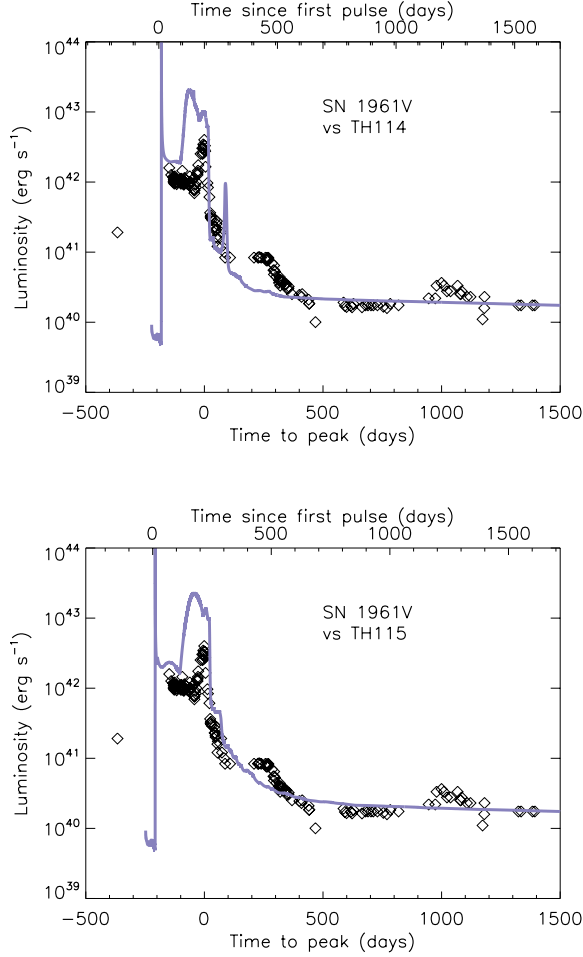 Time since first pulse (days)
0 500 1000 1500
10^44
10^43
10^42
10^41
10^40
10^39
Luminosity (erg s^−1)
SN 1961V
vs TH114
−500 0 500 1000 1500
Time to peak (days)
Time since first pulse (days)
0 500 1000 1500
10^44
10^43
10^42
10^41
10^40
10^39
Luminosity (erg s^−1)
SN 1961V
vs TH115
−500 0 500 1000 1500
Time to peak (days)